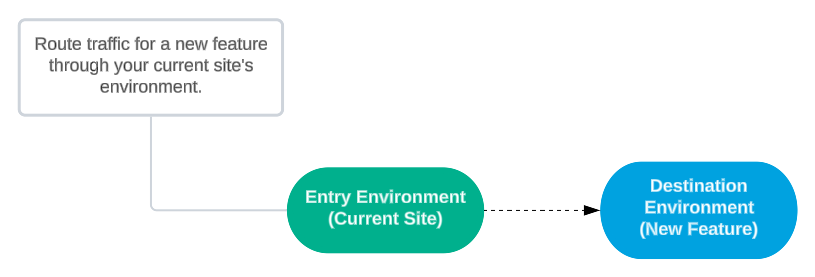 Route traffic for a new feature
through your current site's
environment.
Entry Environment
(Current Site)
Destination
Environment
(New Feature)